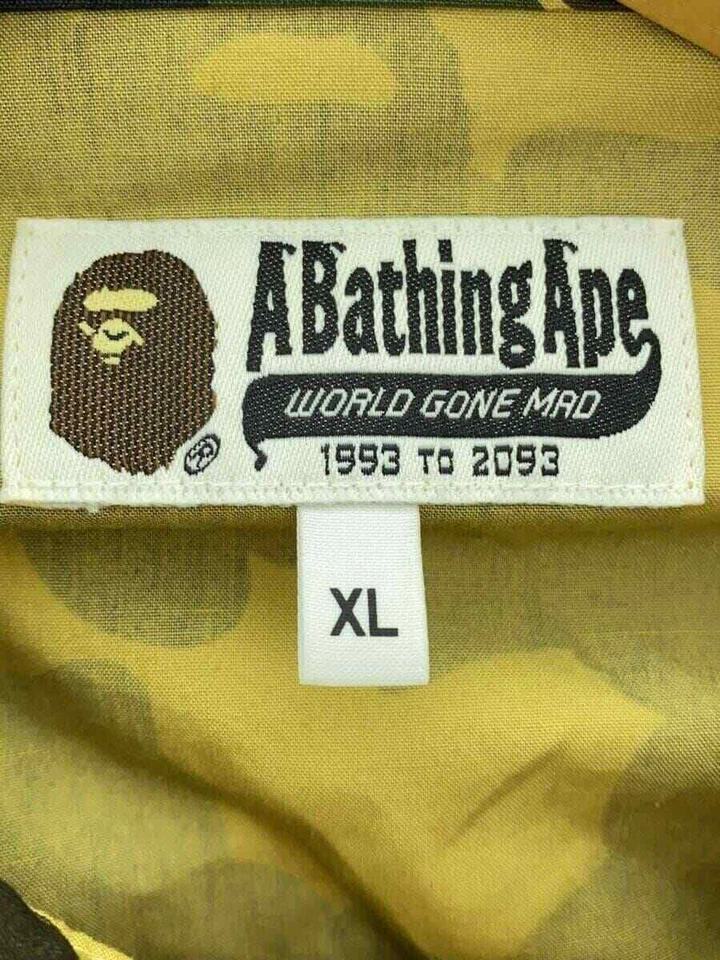 A Bathing Ape
WORLD GONE MAD
1993 TO 2093
®
XL